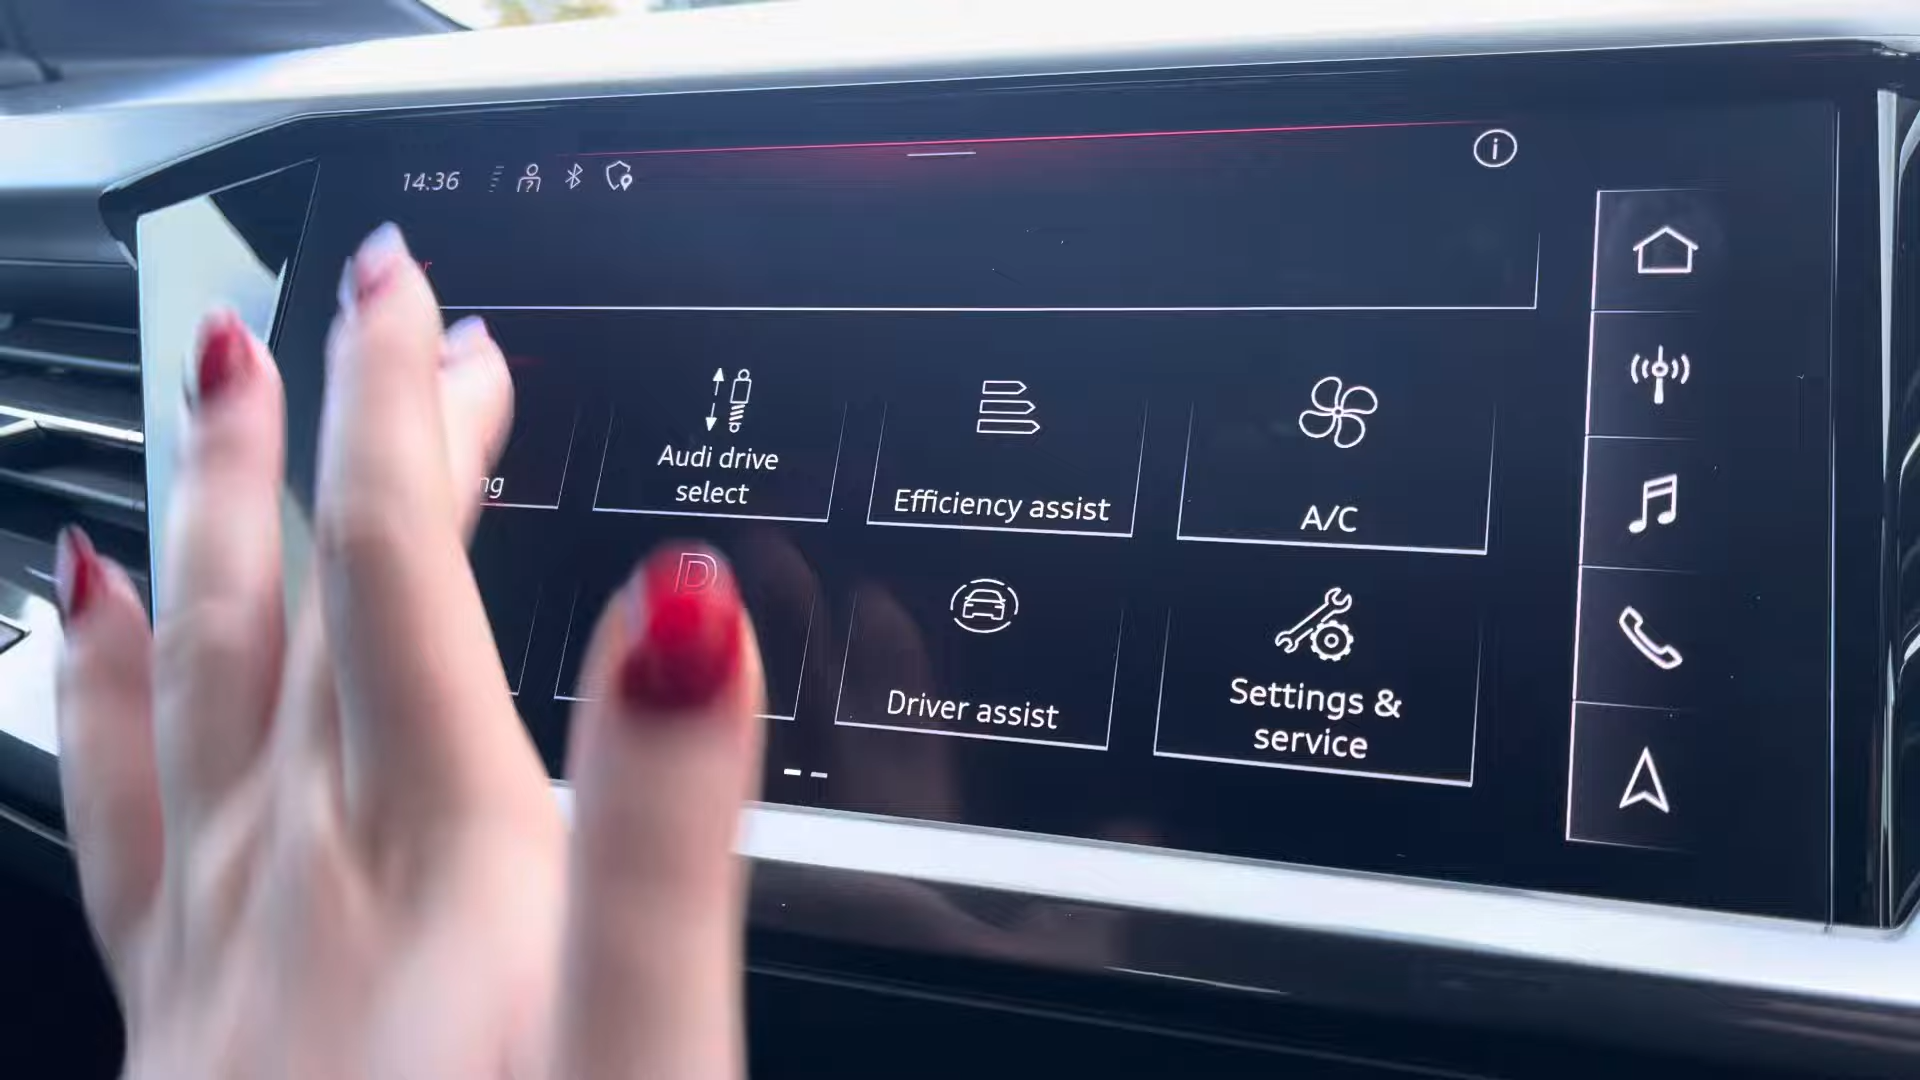 14:36
Audi drive
select
Efficiency assist
A/C
Driver assist
Settings &
service